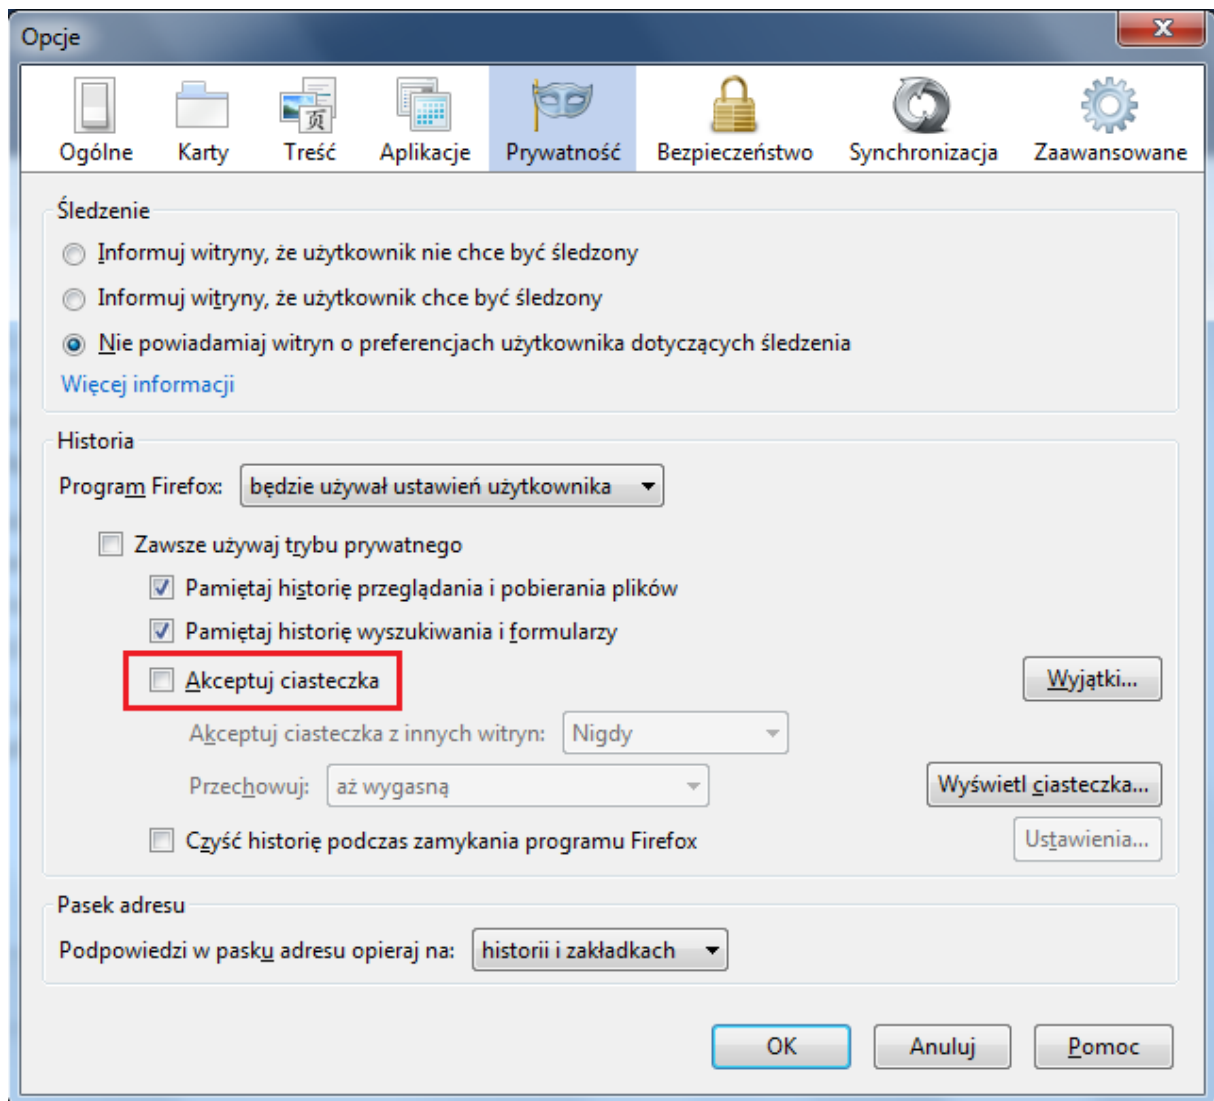 Opcje
Ogólne Karty Treść Aplikacje Prywatność Bezpieczeństwo Synchronizacja Zaawansowane
页
Śledzenie
Informuj witryny, że użytkownik nie chce być śledzony
Informuj witryny, że użytkownik chce być śledzony
Nie powiadamiaj witryn o preferencjach użytkownika dotyczących śledzenia
Więcej informacji
Historia
Program Firefox: będzie używał ustawień użytkownika
Zawsze używaj trybu prywatnego
Pamiętaj historię przeglądania i pobierania plików
Pamiętaj historię wyszukiwania i formularzy
Akceptuj ciasteczka Wyjątki...
Akceptuj ciasteczka z innych witryn: Nigdy
Przechowuj: aż wygasną Wyświetl ciasteczka...
Czyść historię podczas zamykania programu Firefox Ustawienia...
Pasek adresu
Podpowiedzi w pasku adresu opieraj na: historii i zakładkach
OK Anuluj Pomoc